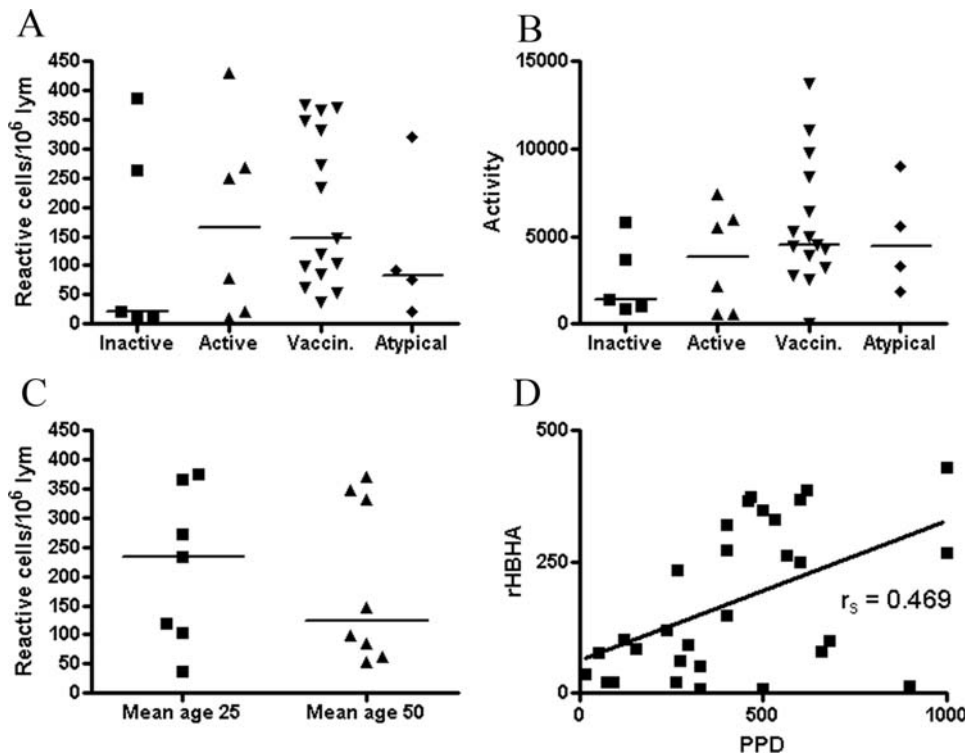 A
Reactive cells/10⁶ lym
450
400
350
300
250
200
150
100
50
0
Inactive Active Vaccin. Atypical
B
Activity
15000
10000
5000
0
Inactive Active Vaccin. Atypical
C
Reactive cells/10⁶ lym
450
400
350
300
250
200
150
100
50
0
Mean age 25 Mean age 50
D
rHBHA
500
250
0
rₛ = 0.469
0 500 1000
PPD